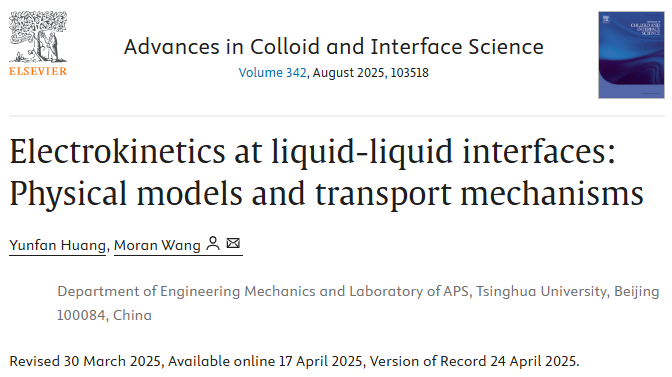 ELSEVIER
Advances in Colloid and Interface Science
Volume 342, August 2025, 103518
Electrokinetics at liquid-liquid interfaces:
Physical models and transport mechanisms
Yunfan Huang, Moran Wang
Department of Engineering Mechanics and Laboratory of APS, Tsinghua University, Beijing
100084, China
Revised 30 March 2025, Available online 17 April 2025, Version of Record 24 April 2025.